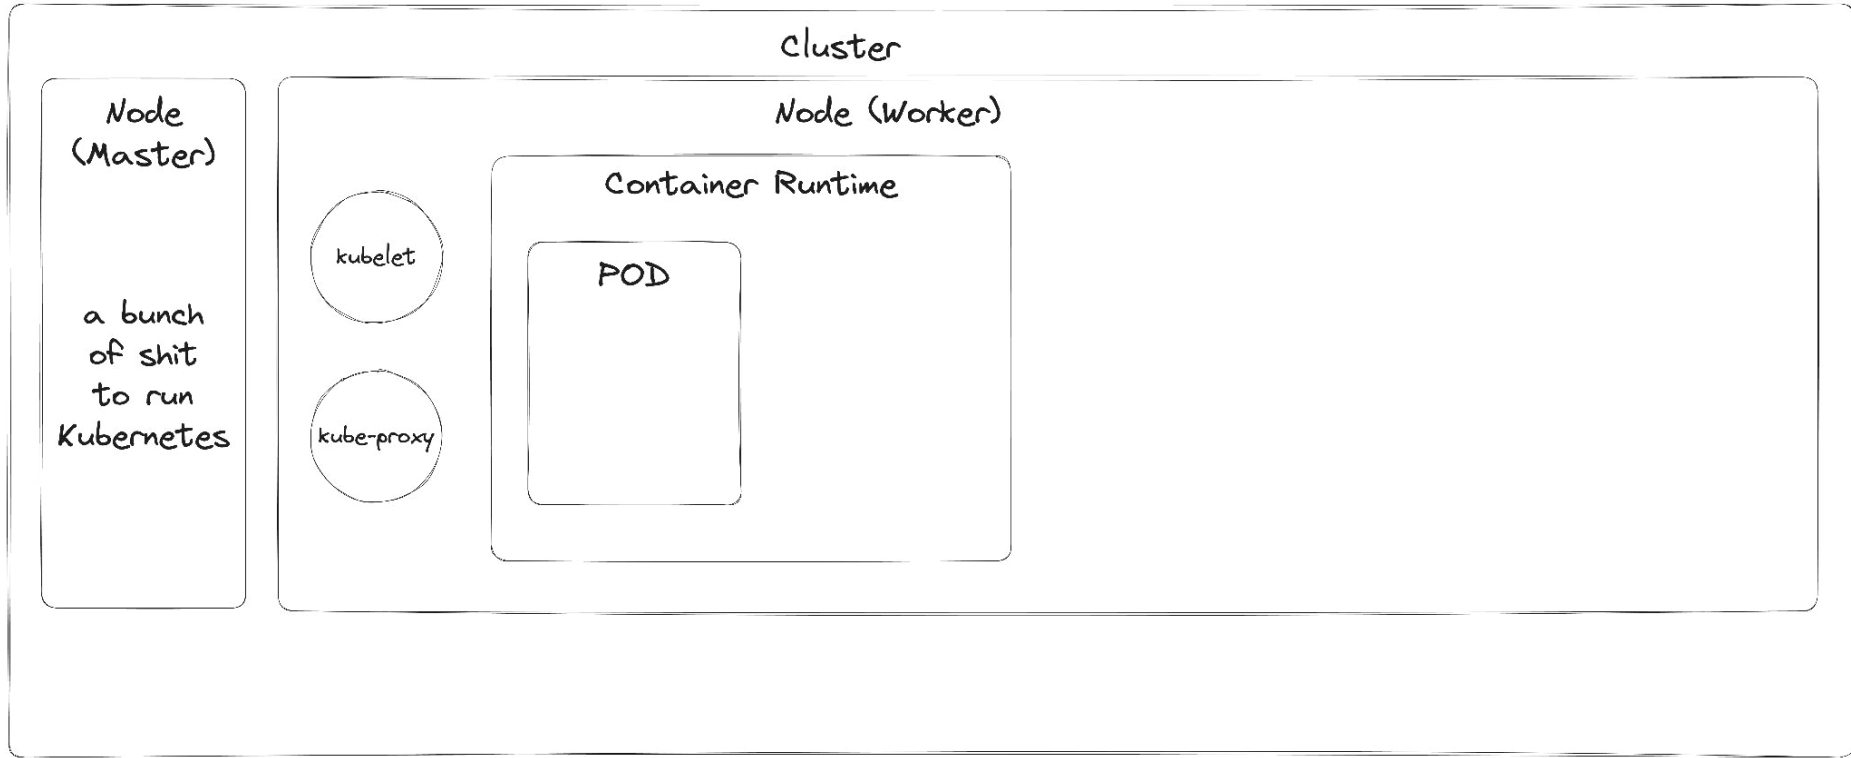 Cluster
Node
(Master)
a bunch
of shit
to run
Kubernetes
Node (Worker)
kubelet
kube-proxy
Container Runtime
POD